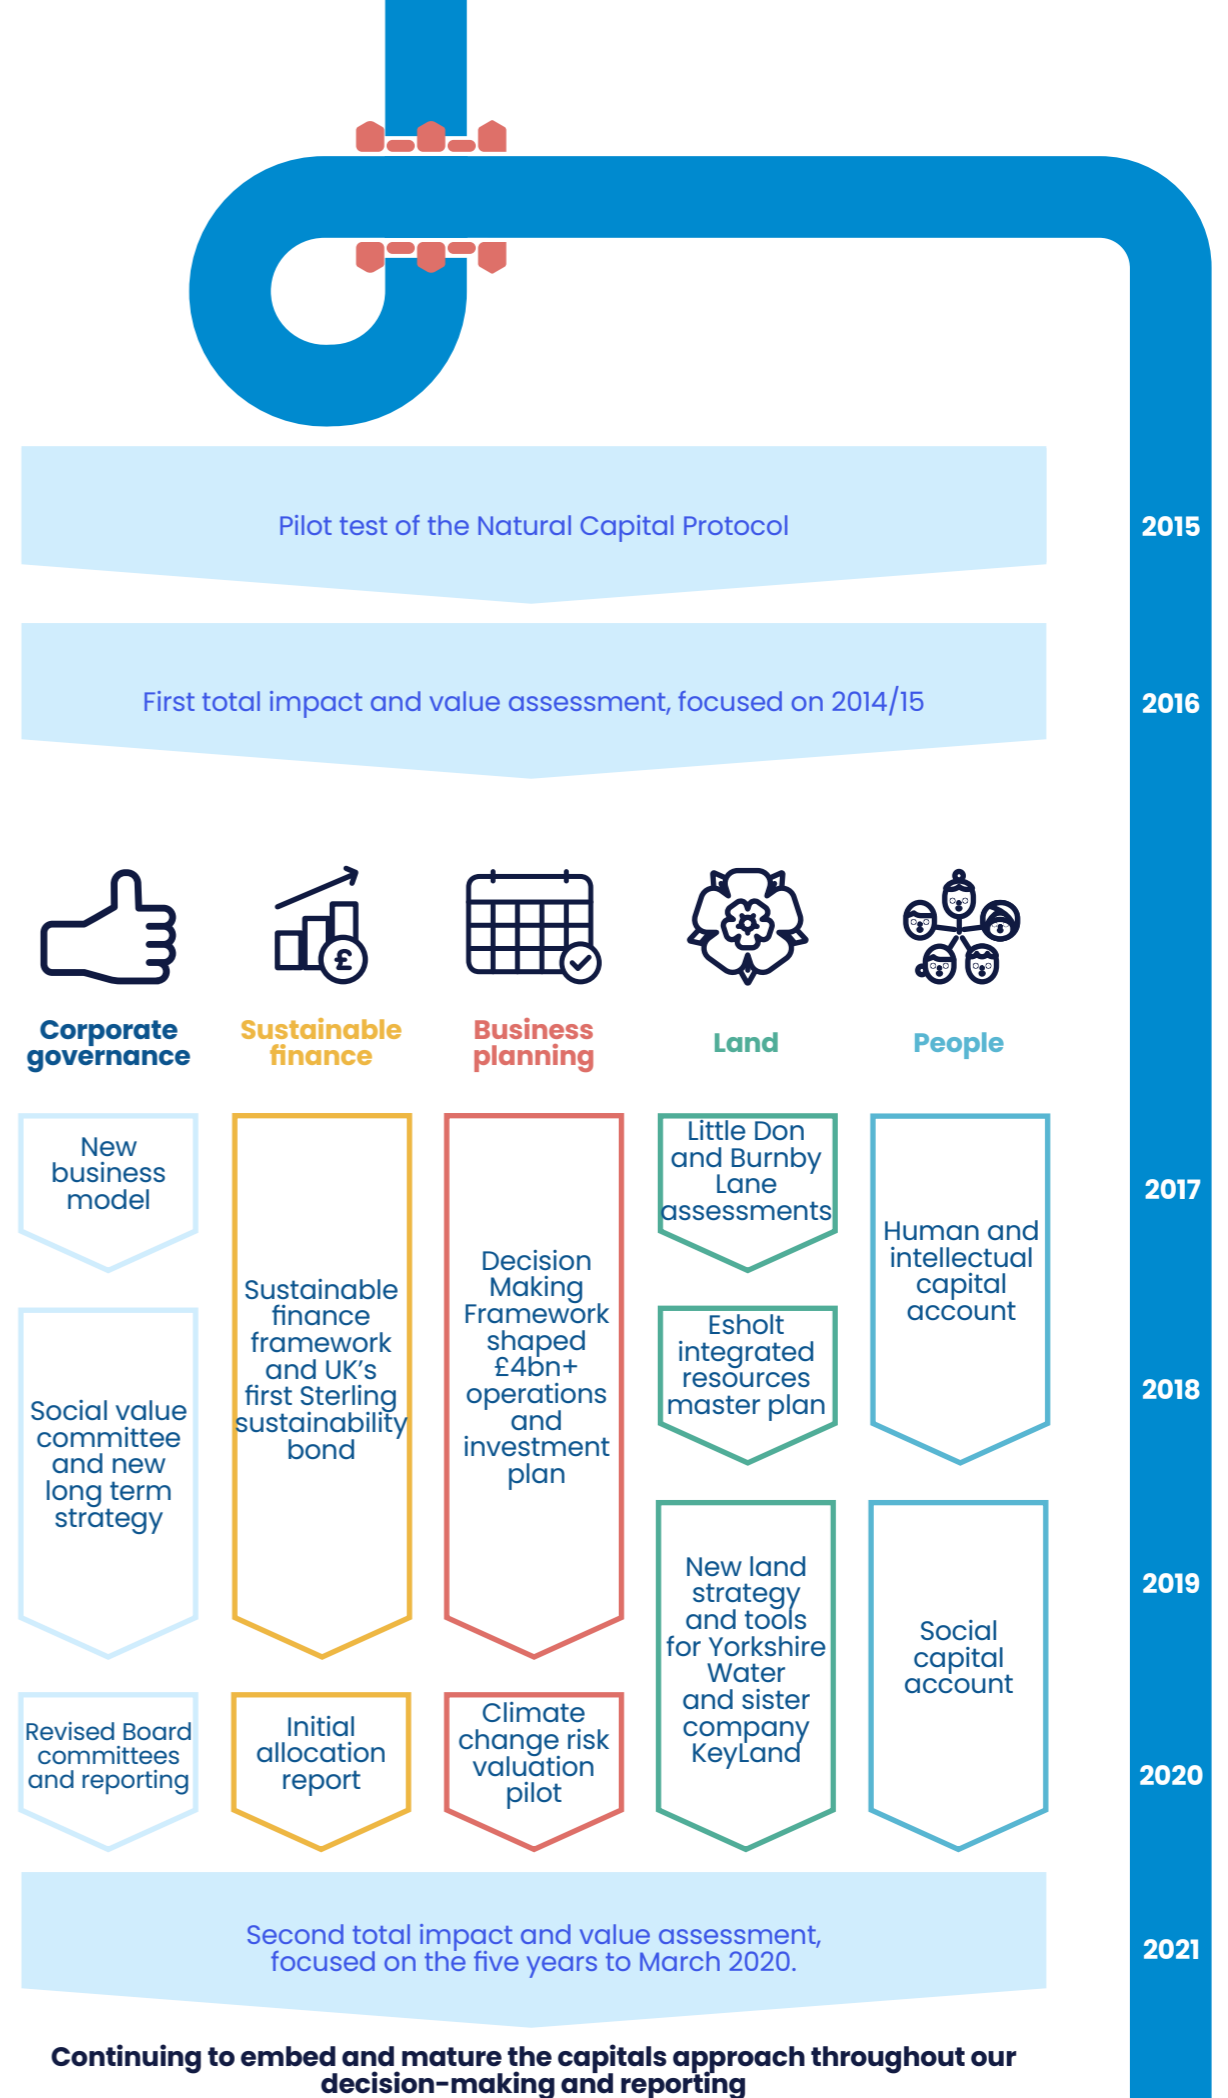 Pilot test of the Natural Capital Protocol
2015
First total impact and value assessment, focused on 2014/15
2016
£
Corporate
governance
Sustainable
finance
Business
planning
Land
People
New
business
model
Social value
committee
and new
long term
strategy
Revised Board
committees
and reporting
Sustainable
finance
framework
and UK’s
first Sterling
sustainability
bond
Initial
allocation
report
Decision
Making
Framework
shaped
£4bn+
operations
and
investment
plan
Climate
change risk
valuation
pilot
Little Don
and Burnby
Lane
assessments
Esholt
integrated
resources
master plan
New land
strategy
and tools
for Yorkshire
Water
and sister
company
KeyLand
Human and
intellectual
capital
account
Social
capital
account
2017
2018
2019
2020
Second total impact and value assessment,
focused on the five years to March 2020.
2021
Continuing to embed and mature the capitals approach throughout our
decision-making and reporting